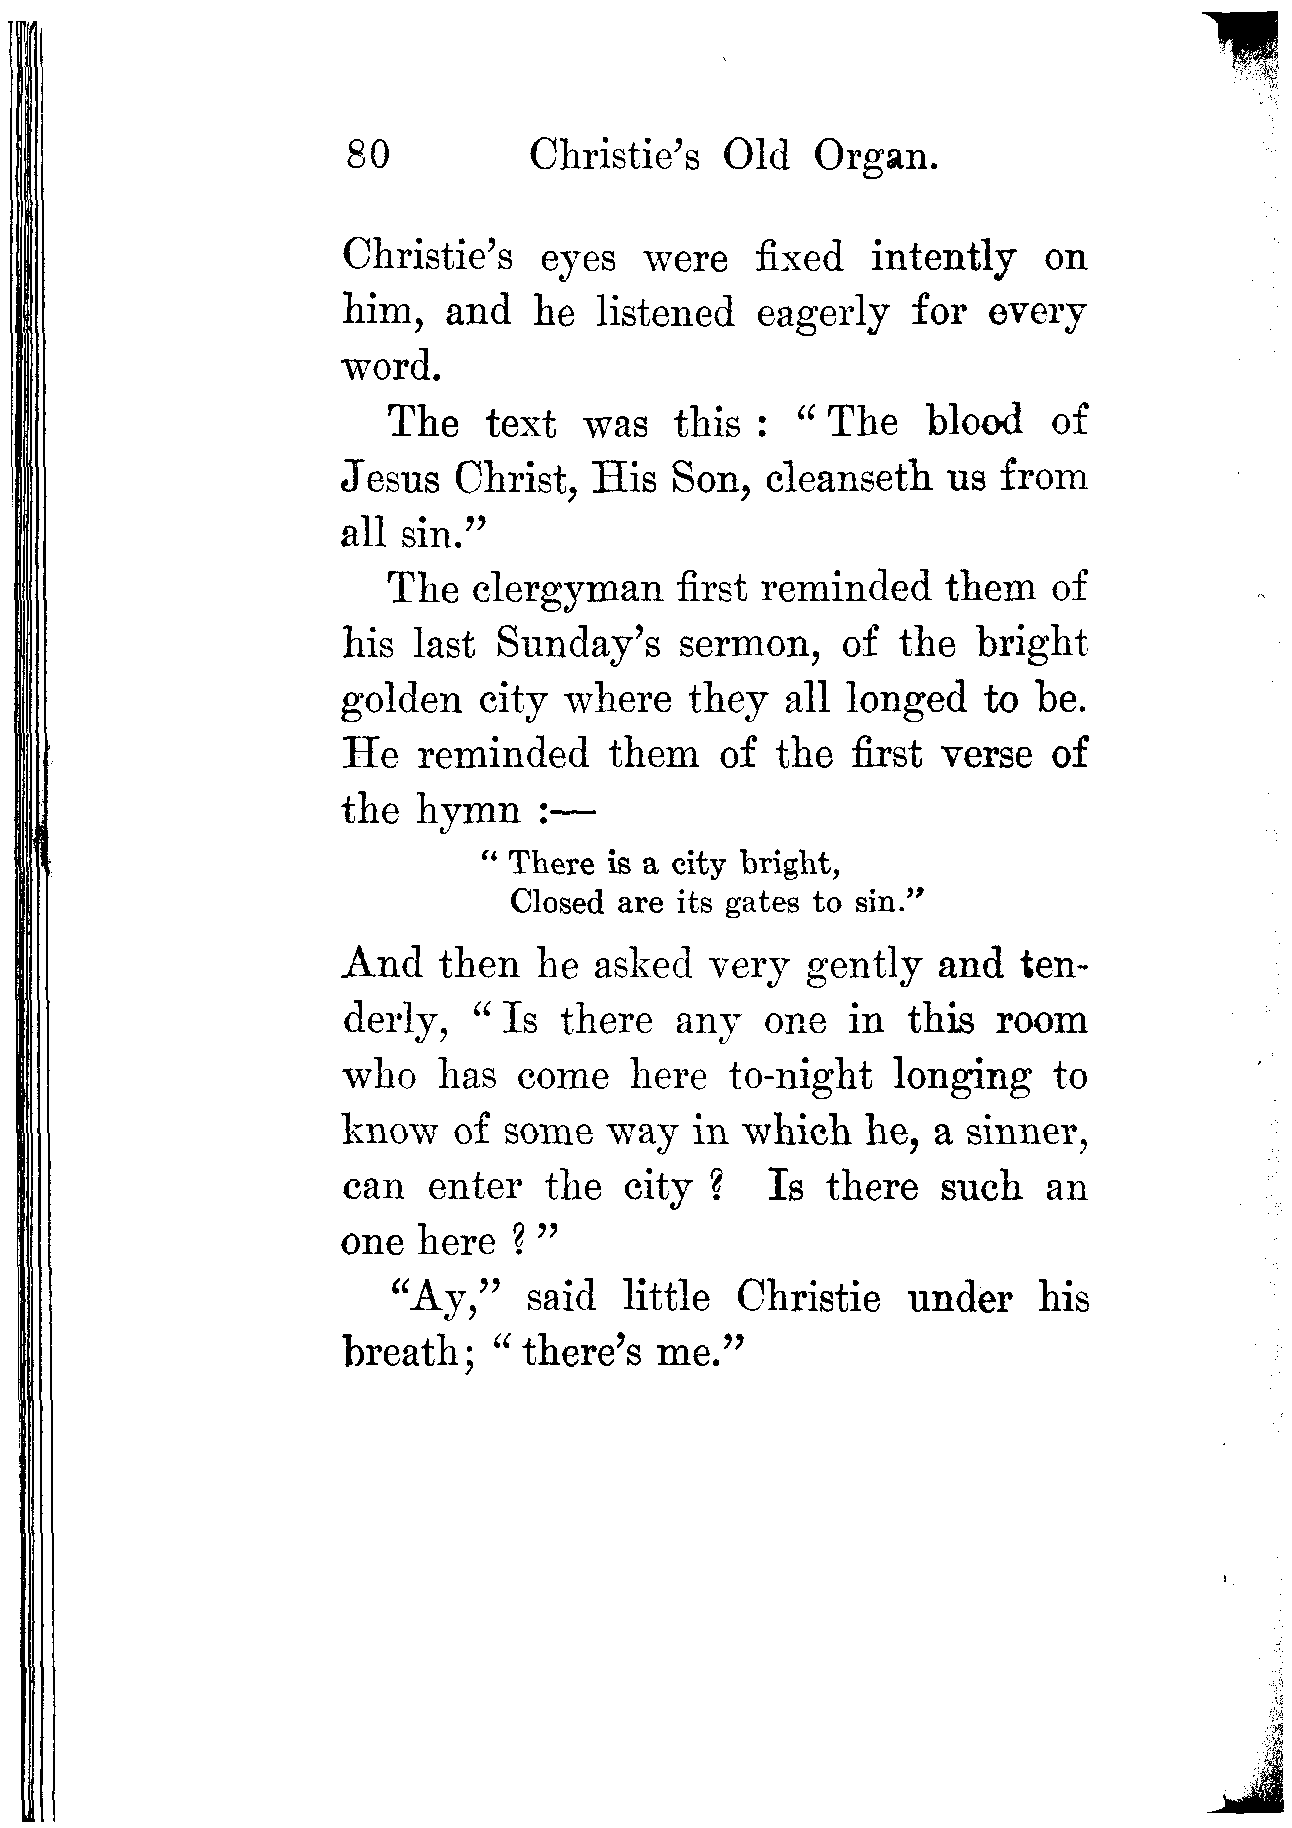 80 Christie's Old Organ.
Christie's eyes were fixed intently on
him, and he listened eagerly for every
word.
The text was this : " The blood of
Jesus Christ, His Son, cleanseth us from
all sin."
The clergyman first reminded them of
his last Sunday's sermon, of the bright
golden city where they all longed to be.
He reminded them of the first verse of
the hymn :—
" There is a city bright,
Closed are its gates to sin."
And then he asked very gently and ten-
derly, " Is there any one in this room
who has come here to-night longing to
know of some way in which he, a sinner,
can enter the city ? Is there such an
one here ? "
"Ay," said little Christie under his
breath; " there's me."